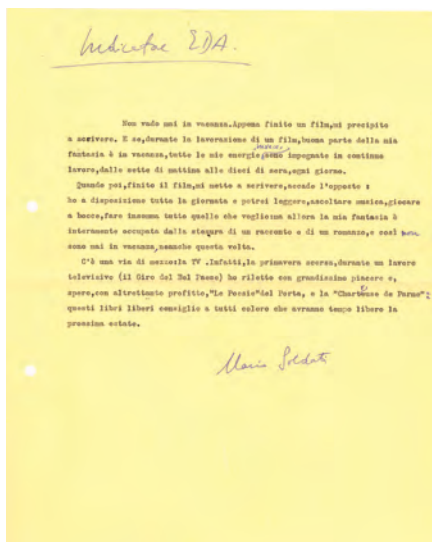 Indicatore EDA.
Non vado mai in vacanza.Appena finito un film,mi precipito
a scrivere. E se,durante la lavorazione di un film,buona parte della mia
fantasia è in vacanza,tutte le mie energie vengono impegnate in continuo
lavoro,dalle sette di mattina alle dieci di sera,ogni giorno.
Quando poi,finito il film,mi metto a scrivere,accade l'opposto :
ho a disposizione tutta la giornata e potrei leggere,ascoltare musica,giocare
a bocce,fare insomma tutto quello che voglio:ma allora la mia fantasia è
interamente occupata dalla stesura di un racconto o di un romanzo,e così non
sono mai in vacanza,neanche questa volta.
C'è una via di mezzo:la TV .Infatti,la primavera scorsa,durante un lavoro
televisivo (il Giro del Bel Paese) ho riletto con grandissimo piacere e,
spero,con altrettanto profitto,"Le Poesie"del Porta, e la "Chartreuse de Parme":
questi libri liberi consiglio a tutti coloro che avranno tempo libero la
prossima estate.
Mario Soldati